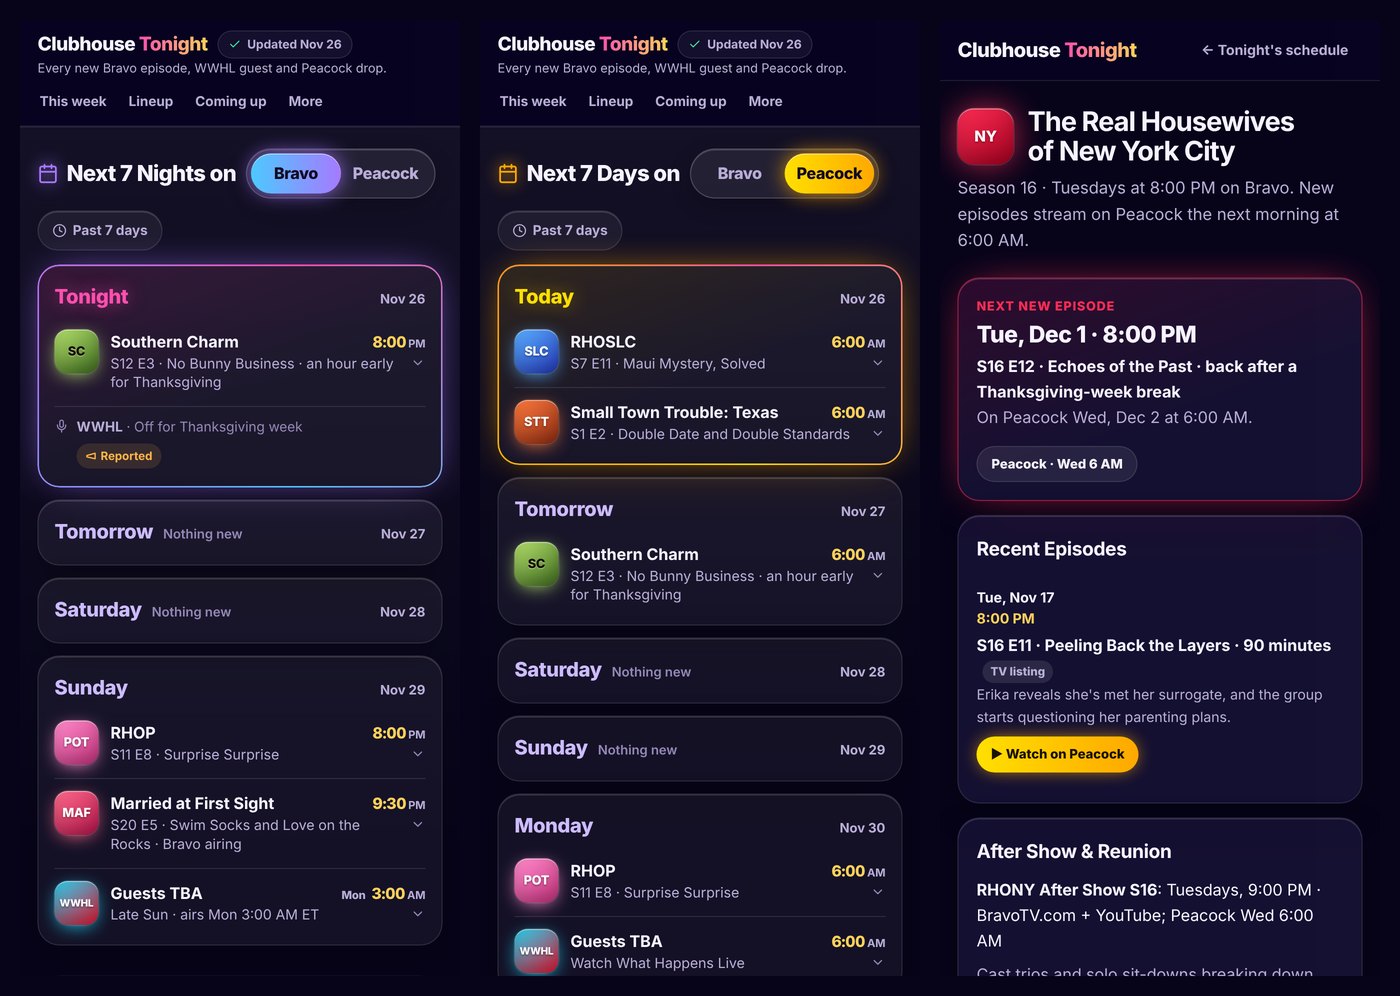 Clubhouse Tonight
Updated Nov 26
Every new Bravo episode, WWHL guest and Peacock drop.
This week Lineup Coming up More
Next 7 Nights on Bravo Peacock
Past 7 days
Tonight Nov 26
SC Southern Charm 8:00 PM
S12 E3 · No Bunny Business · an hour early
for Thanksgiving
WWHL · Off for Thanksgiving week
Reported
Tomorrow Nothing new Nov 27
Saturday Nothing new Nov 28
Sunday Nov 29
POT RHOP 8:00 PM
S11 E8 · Surprise Surprise
MAF Married at First Sight 9:30 PM
S20 E5 · Swim Socks and Love on the
Rocks · Bravo airing
WWHL Guests TBA Mon 3:00 AM
Late Sun · airs Mon 3:00 AM ET
Clubhouse Tonight
Updated Nov 26
Every new Bravo episode, WWHL guest and Peacock drop.
This week Lineup Coming up More
Next 7 Days on Bravo Peacock
Past 7 days
Today Nov 26
SLC RHOSLC 6:00 AM
S7 E11 · Maui Mystery, Solved
STT Small Town Trouble: Texas 6:00 AM
S1 E2 · Double Date and Double Standards
Tomorrow Nov 27
SC Southern Charm 6:00 AM
S12 E3 · No Bunny Business · an hour early
for Thanksgiving
Saturday Nothing new Nov 28
Sunday Nothing new Nov 29
Monday Nov 30
POT RHOP 6:00 AM
S11 E8 · Surprise Surprise
WWHL Guests TBA 6:00 AM
Watch What Happens Live
Clubhouse Tonight
← Tonight's schedule
NY The Real Housewives
of New York City
Season 16 · Tuesdays at 8:00 PM on Bravo. New
episodes stream on Peacock the next morning at
6:00 AM.
NEXT NEW EPISODE
Tue, Dec 1 · 8:00 PM
S16 E12 · Echoes of the Past · back after a
Thanksgiving-week break
On Peacock Wed, Dec 2 at 6:00 AM.
Peacock · Wed 6 AM
Recent Episodes
Tue, Nov 17
8:00 PM
S16 E11 · Peeling Back the Layers · 90 minutes
TV listing
Erika reveals she's met her surrogate, and the group
starts questioning her parenting plans.
▶ Watch on Peacock
After Show & Reunion
RHONY After Show S16: Tuesdays, 9:00 PM ·
BravoTV.com + YouTube; Peacock Wed 6:00
AM
Cast trios and solo sit-downs breaking down